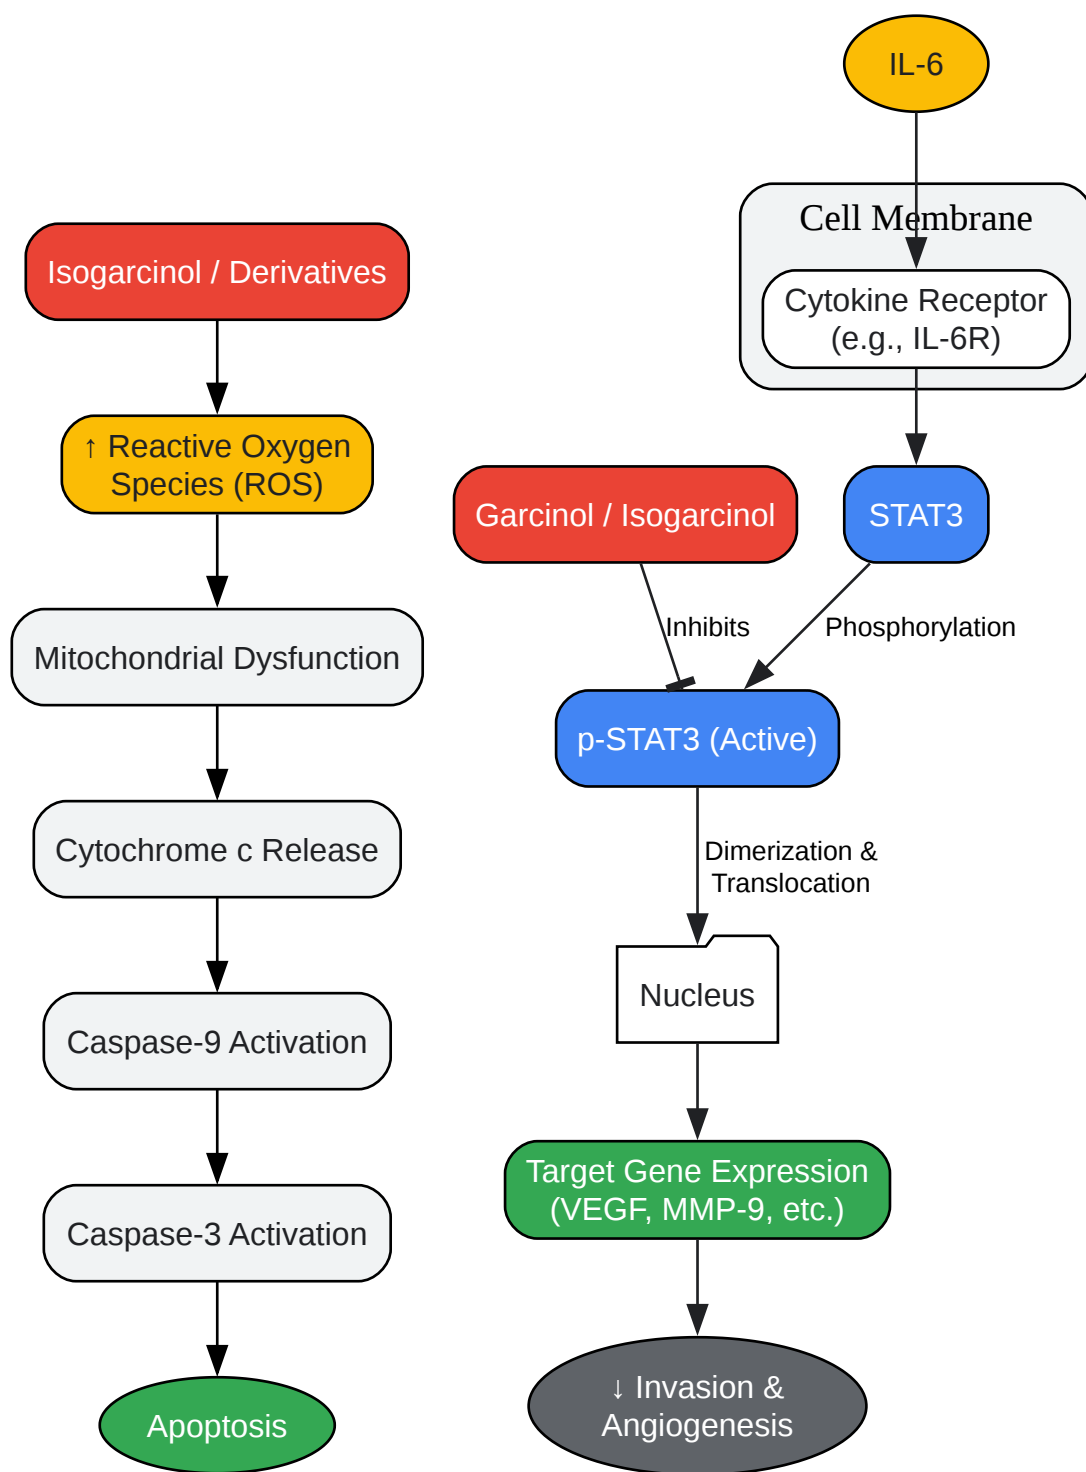 IL-6
Cell Membrane
Isogarcinol / Derivatives
Cytokine Receptor
(e.g., IL-6R)
↑ Reactive Oxygen
Species (ROS)
Garcinol / Isogarcinol
STAT3
Inhibits
Phosphorylation
Mitochondrial Dysfunction
p-STAT3 (Active)
Cytochrome c Release
Dimerization &
Translocation
Nucleus
Caspase-9 Activation
Target Gene Expression
(VEGF, MMP-9, etc.)
Caspase-3 Activation
↓ Invasion &
Angiogenesis
Apoptosis